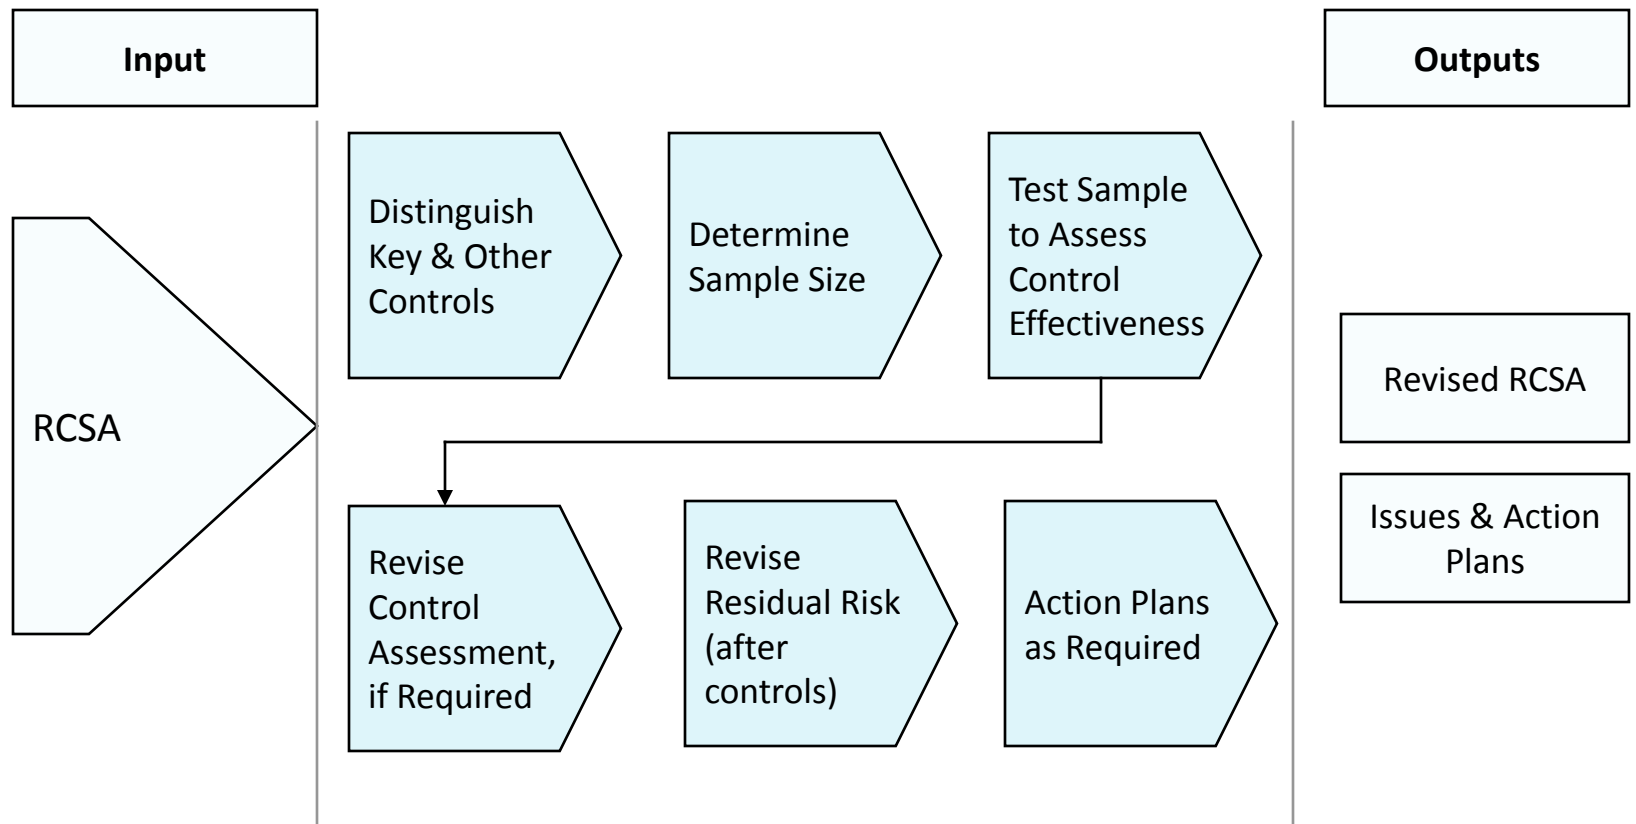 Input
Outputs
RCSA
Distinguish
Key & Other
Controls
Determine
Sample Size
Test Sample
to Assess
Control
Effectiveness
Revise
Control
Assessment,
if Required
Revise
Residual Risk
(after
controls)
Action Plans
as Required
Revised RCSA
Issues & Action
Plans